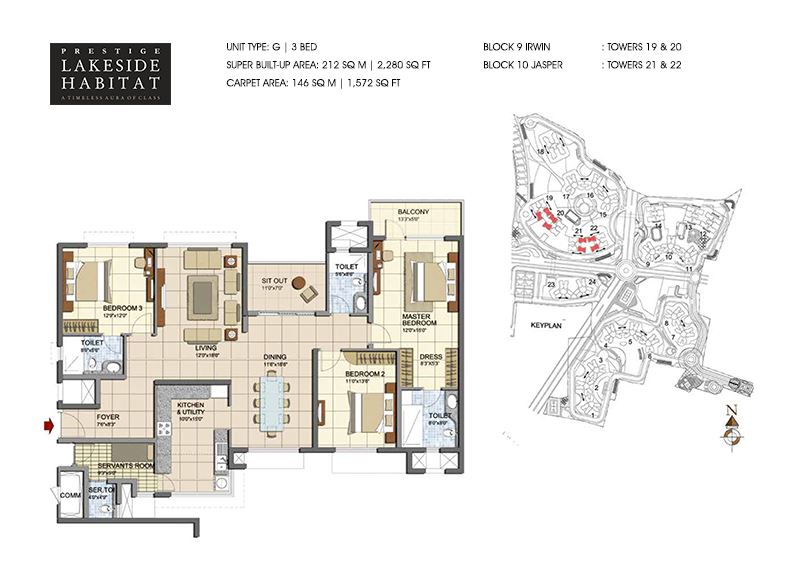 PRESTIGE
LAKESIDE
HABITAT
A TIMELESS AURA OF CLASS
UNIT TYPE: G | 3 BED
SUPER BUILT-UP AREA: 212 SQ M | 2,280 SQ FT
CARPET AREA: 146 SQ M | 1,572 SQ FT
BLOCK 9 IRWIN : TOWERS 19 & 20
BLOCK 10 JASPER : TOWERS 21 & 22
BALCONY
13'3"x5'0"
TOILET
5'6"x8'0"
SIT OUT
11'0"x7'0"
BEDROOM 3
12'9"x12'0"
MASTER
BEDROOM
12'0"x15'0"
LIVING
12'0"x18'0"
TOILET
8'0"x5'0"
DINING
11'6"x16'6"
DRESS
8'3"x5'3"
BEDROOM 2
11'0"x13'6"
KITCHEN
& UTILITY
10'0"x15'0"
FOYER
7'6"x8'3"
TOILET
8'0"x8'0"
SERVANTS ROOM
9'3"x5'0"
SER.TOI
4'0"x4'0"
COMM
18
19
17
16
20
15
21
22
14
13
12
10
11
9
23
24
KEYPLAN
8
7
5
6
4
3
2
1
N